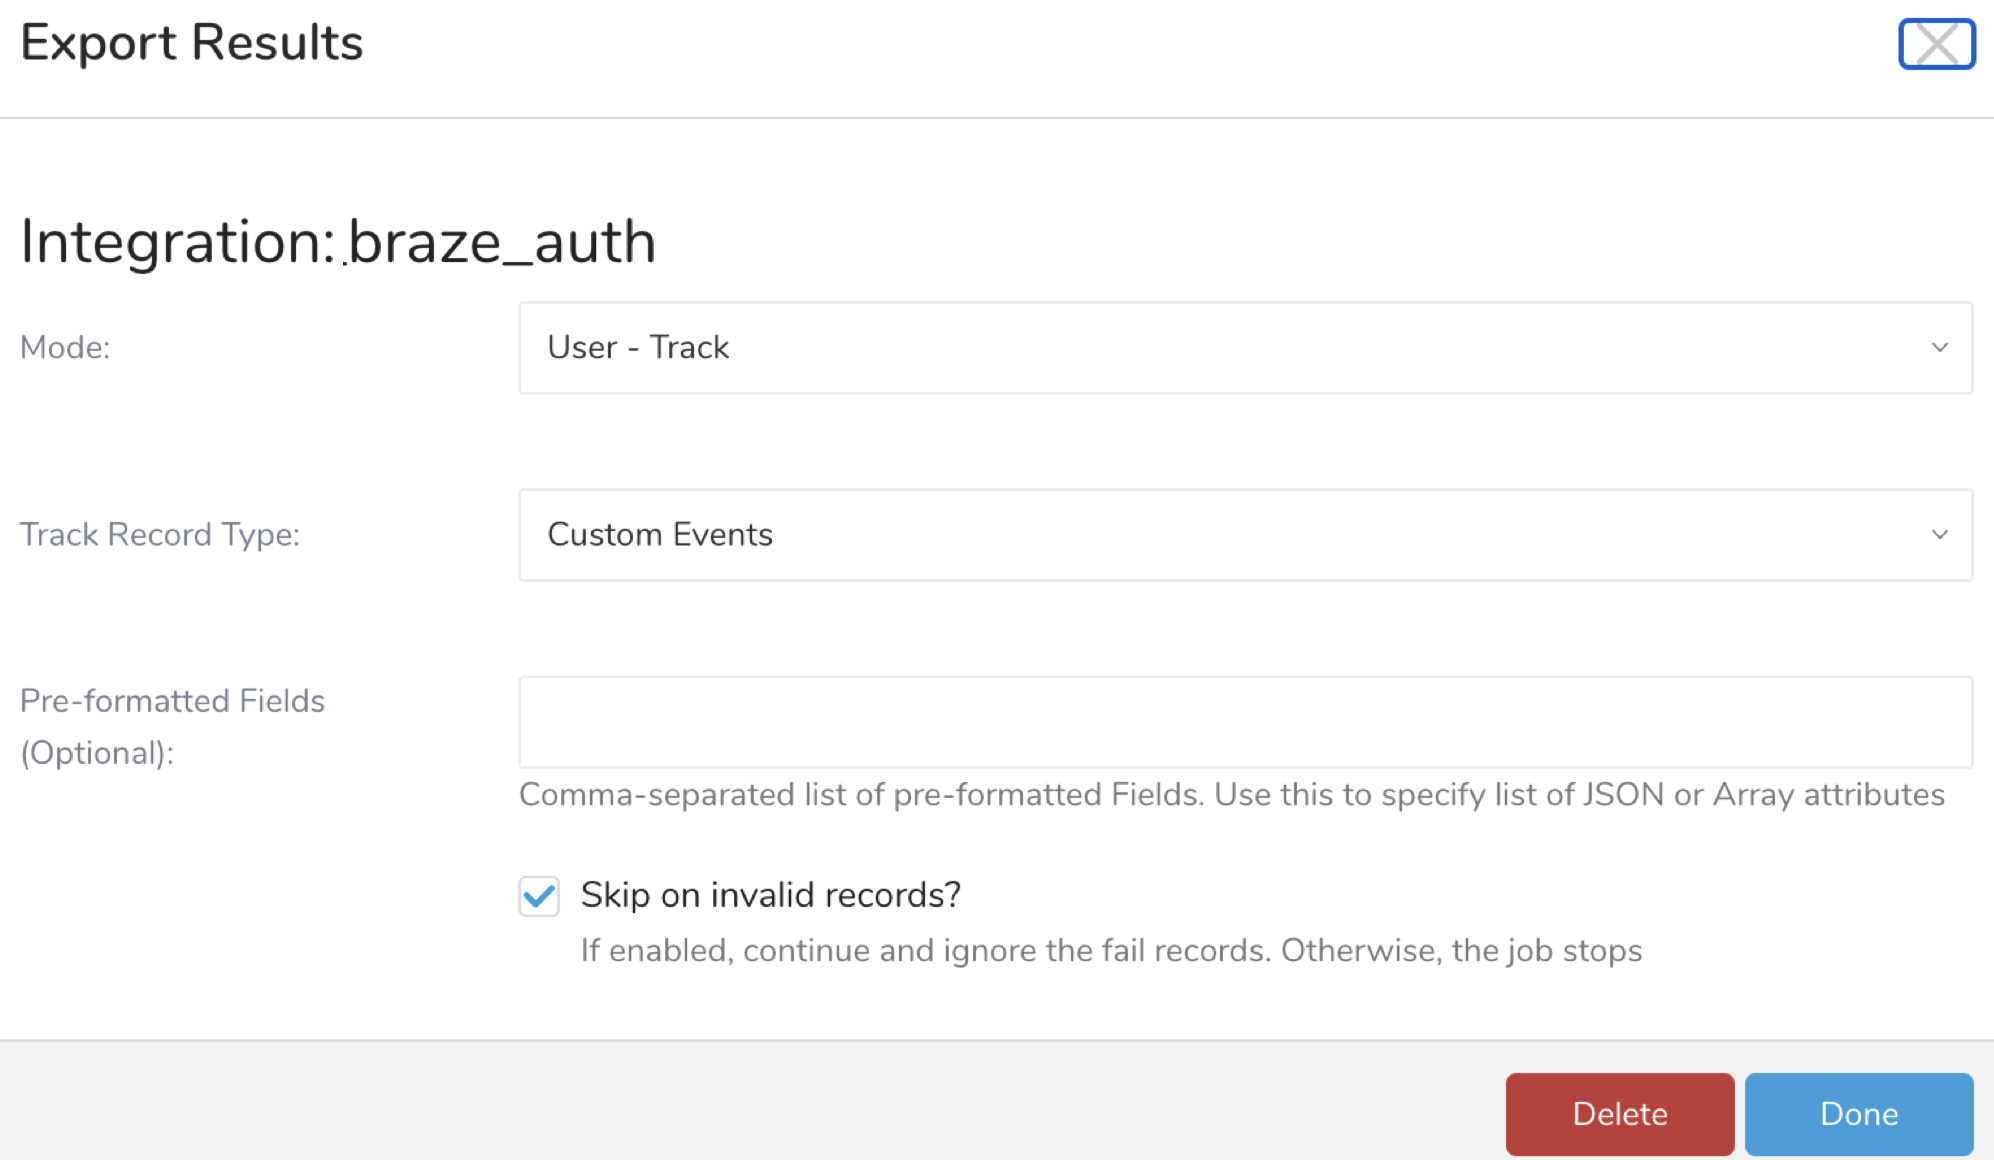 Export Results
Integration: braze_auth
Mode:
User - Track
Track Record Type:
Custom Events
Pre-formatted Fields
(Optional):
Comma-separated list of pre-formatted Fields. Use this to specify list of JSON or Array attributes
Skip on invalid records?
If enabled, continue and ignore the fail records. Otherwise, the job stops
Delete
Done